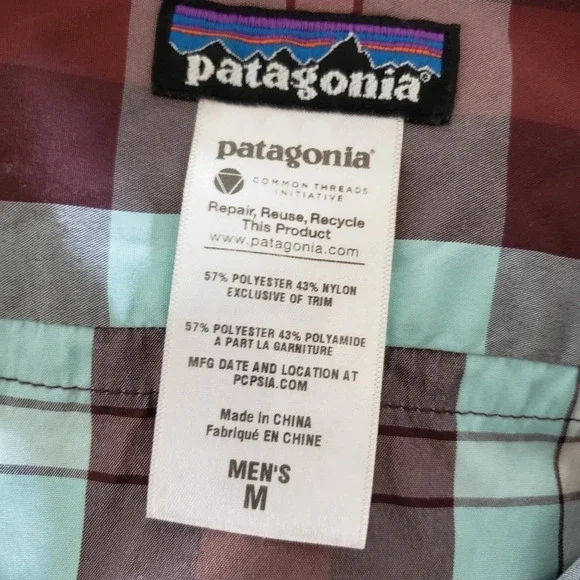 patagonia®
patagonia®
COMMON THREADS
INITIATIVE
Repair, Reuse, Recycle
This Product
www.patagonia.com
57% POLYESTER 43% NYLON
EXCLUSIVE OF TRIM
57% POLYESTER 43% POLYAMIDE
A PART LA GARNITURE
MFG DATE AND LOCATION AT
PCPSIA.COM
Made in CHINA
Fabriqué EN CHINE
MEN'S
M